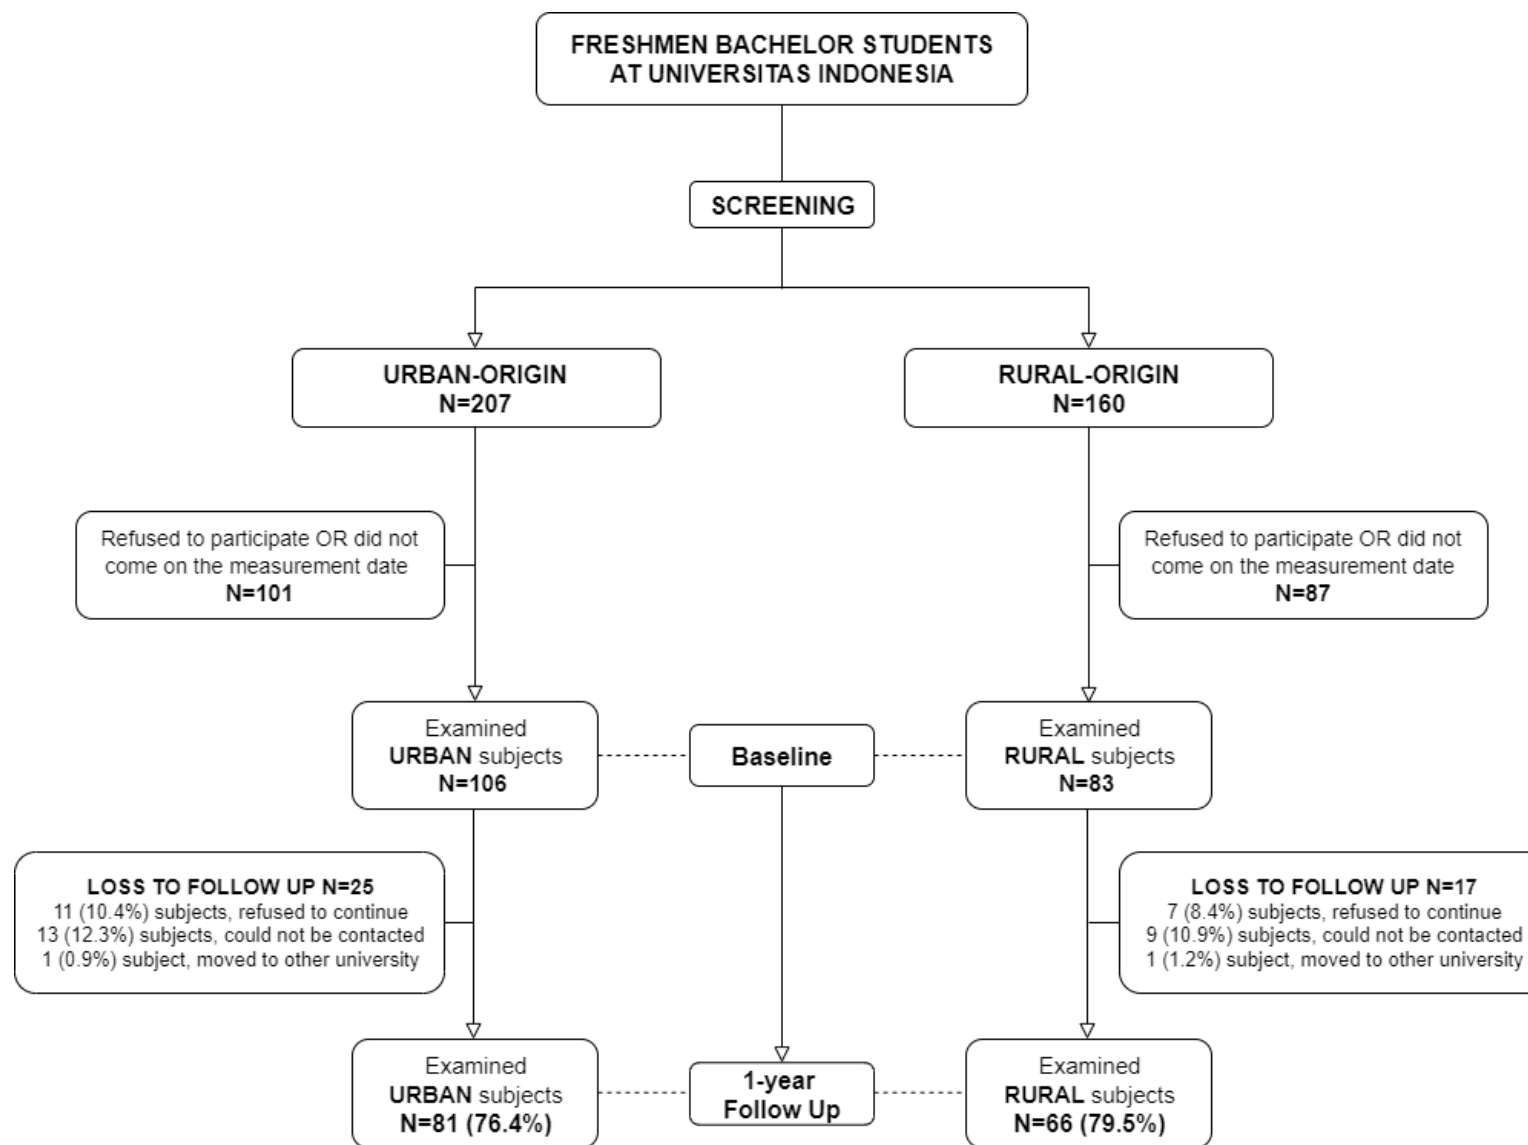 FRESHMEN BACHELOR STUDENTS
AT UNIVERSITAS INDONESIA
SCREENING
URBAN-ORIGIN
N=207
RURAL-ORIGIN
N=160
Refused to participate OR did not
come on the measurement date
N=101
Refused to participate OR did not
come on the measurement date
N=87
Examined
URBAN subjects
N=106
Baseline
Examined
RURAL subjects
N=83
LOSS TO FOLLOW UP N=25
11 (10.4%) subjects, refused to continue
13 (12.3%) subjects, could not be contacted
1 (0.9%) subject, moved to other university
LOSS TO FOLLOW UP N=17
7 (8.4%) subjects, refused to continue
9 (10.9%) subjects, could not be contacted
1 (1.2%) subject, moved to other university
Examined
URBAN subjects
N=81 (76.4%)
1-year
Follow Up
Examined
RURAL subjects
N=66 (79.5%)